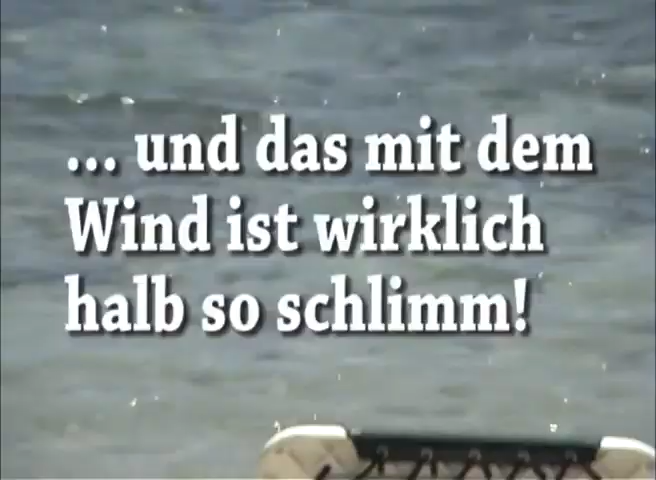 ... und das mit dem
Wind ist wirklich
halb so schlimm!